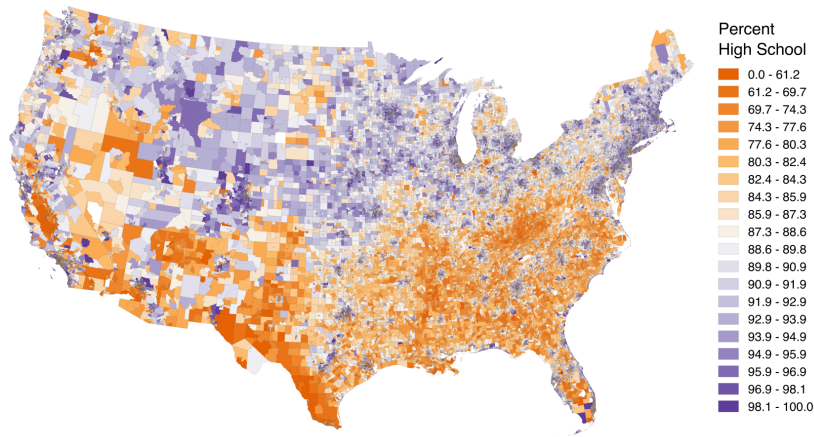 Percent
High School
0.0 - 61.2
61.2 - 69.7
69.7 - 74.3
74.3 - 77.6
77.6 - 80.3
80.3 - 82.4
82.4 - 84.3
84.3 - 85.9
85.9 - 87.3
87.3 - 88.6
88.6 - 89.8
89.8 - 90.9
90.9 - 91.9
91.9 - 92.9
92.9 - 93.9
93.9 - 94.9
94.9 - 95.9
95.9 - 96.9
96.9 - 98.1
98.1 - 100.0